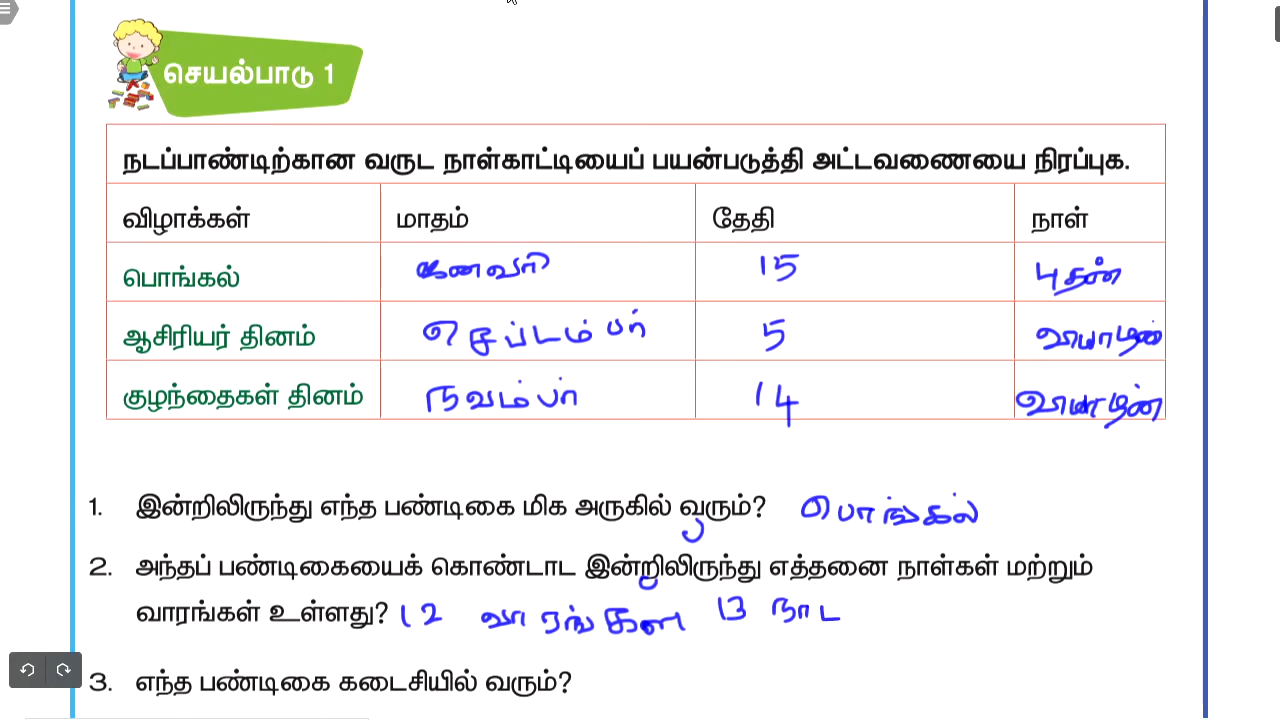 செயல்பாடு 1
நடப்பாண்டிற்கான வருட நாள்காட்டியைப் பயன்படுத்தி அட்டவணையை நிரப்புக.
விழாக்கள் மாதம் தேதி நாள்
பொங்கல் ஜனவரி 15 புதன்
ஆசிரியர் தினம் செப்டம்பர் 5 வியாழன்
குழந்தைகள் தினம் நவம்பர் 14 வியாழன்
1. இன்றிலிருந்து எந்த பண்டிகை மிக அருகில் வரும்? பொங்கல்
2. அந்தப் பண்டிகையைக் கொண்டாட இன்றிலிருந்து எத்தனை நாள்கள் மற்றும்
வாரங்கள் உள்ளது? 12 13
3. எந்த பண்டிகை கடைசியில் வரும்?